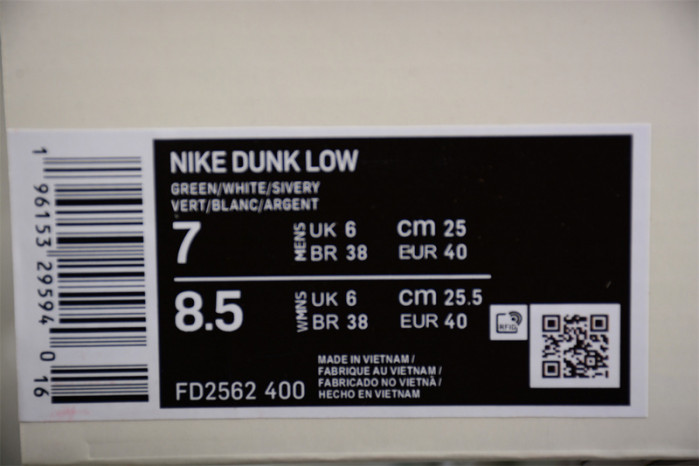 1 96153 29594 0 16
NIKE DUNK LOW
GREEN/WHITE/SIVERY
VERT/BLANC/ARGENT
7 MENS UK 6 cm 25
BR 38 EUR 40
8.5 WMNS UK 6 cm 25.5
BR 38 EUR 40
RFID
MADE IN VIETNAM /
FABRIQUE AU VIETNAM /
FABRICADO NO VIETNÃ /
HECHO EN VIETNAM
FD2562 400